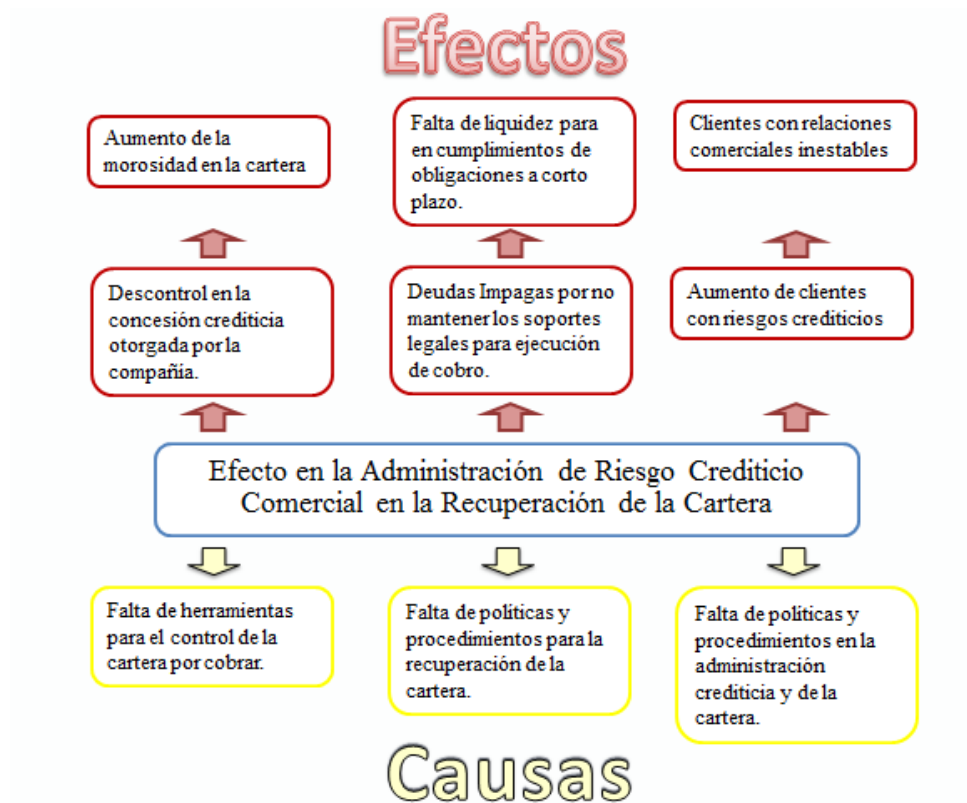 Efectos
Aumento de la
morosidad en la cartera
Falta de liquidez para
en cumplimientos de
obligaciones a corto
plazo.
Clientes con relaciones
comerciales inestables
Descontrol en la
concesión crediticia
otorgada por la
compañía.
Deudas Impagas por no
mantener los soportes
legales para ejecución
de cobro.
Aumento de clientes
con riesgos crediticios
Efecto en la Administración de Riesgo Crediticio
Comercial en la Recuperación de la Cartera
Falta de herramientas
para el control de la
cartera por cobrar.
Falta de políticas y
procedimientos para la
recuperación de la
cartera.
Falta de políticas y
procedimientos en la
administración
crediticia y de la
cartera.
Causas